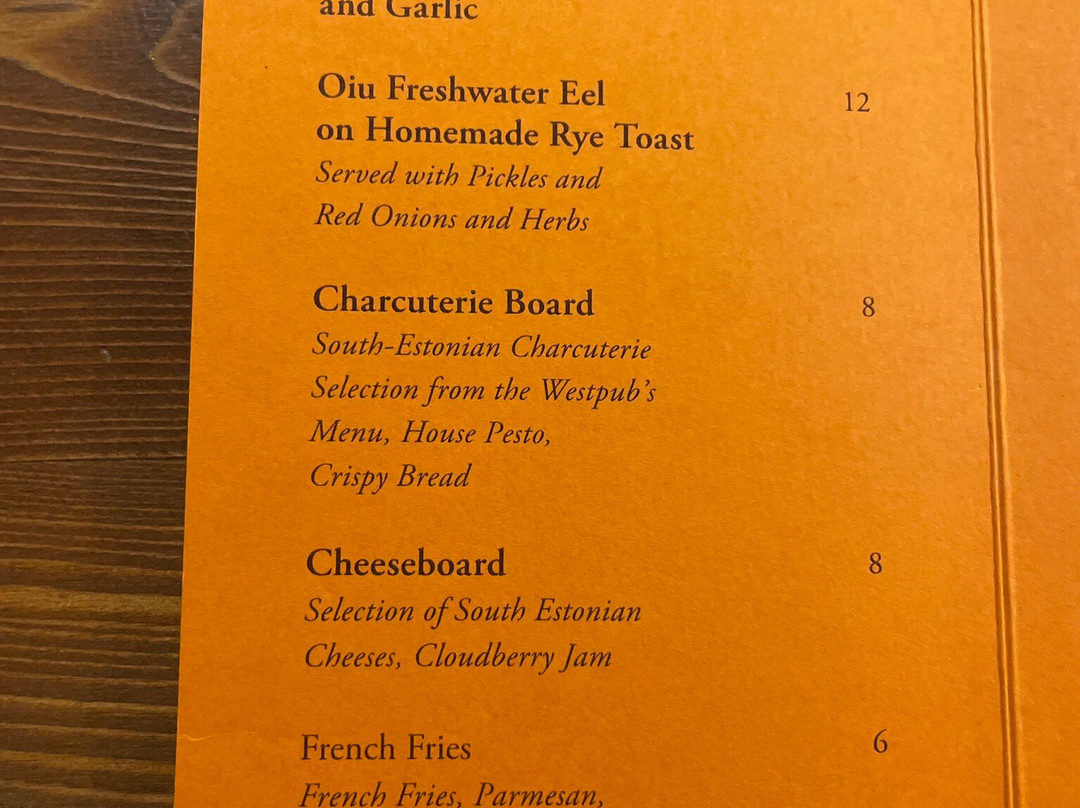 and Garlic
Oiu Freshwater Eel 12
on Homemade Rye Toast
Served with Pickles and
Red Onions and Herbs
Charcuterie Board 8
South-Estonian Charcuterie
Selection from the Westpub's
Menu, House Pesto,
Crispy Bread
Cheeseboard 8
Selection of South Estonian
Cheeses, Cloudberry Jam
French Fries 6
French Fries, Parmesan,